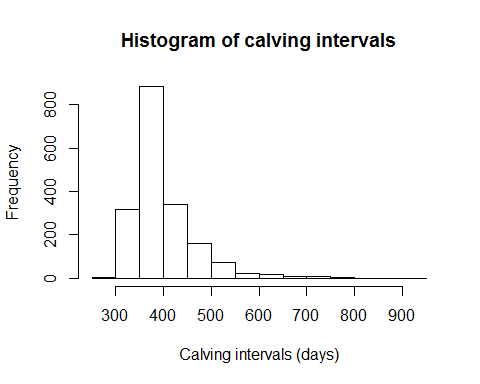 Histogram of calving intervals
Frequency
800
600
400
200
0
300 400 500 600 700 800 900
Calving intervals (days)